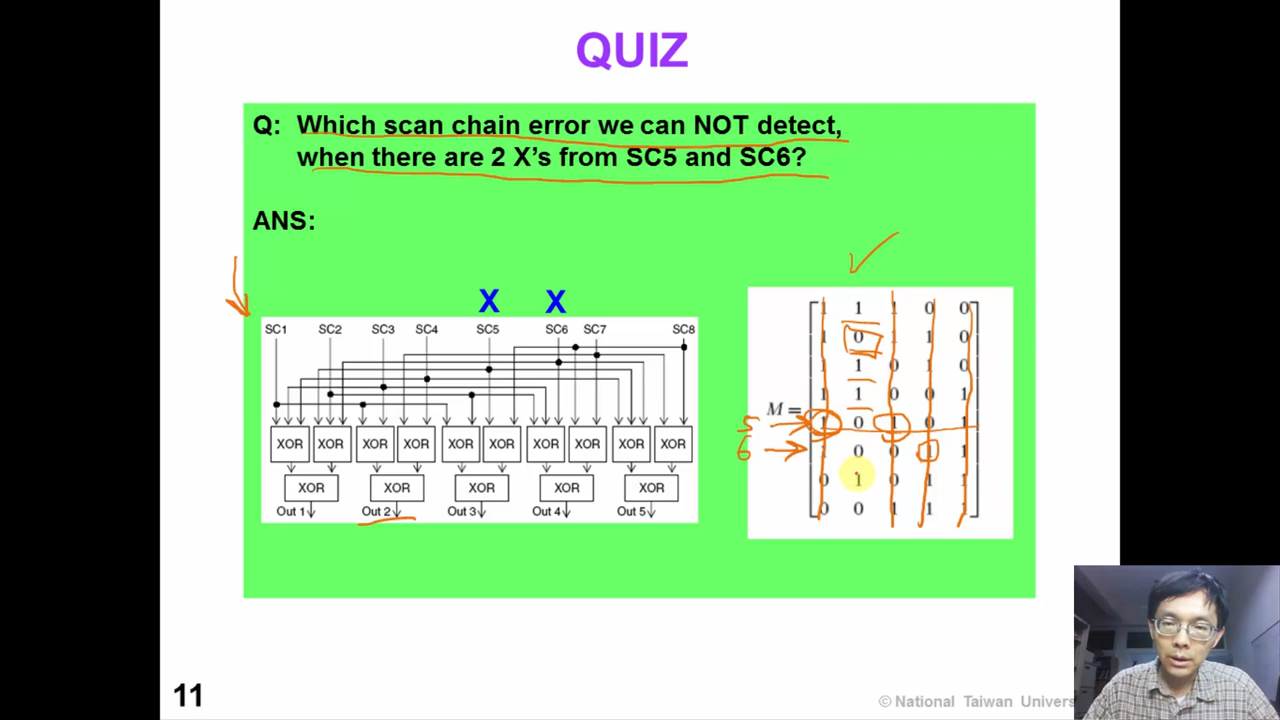 QUIZ
Q: Which scan chain error we can NOT detect,
when there are 2 X's from SC5 and SC6?
ANS:
X X
SC1 SC2 SC3 SC4 SC5 SC6 SC7 SC8
XOR XOR XOR XOR XOR XOR XOR XOR XOR XOR
XOR XOR XOR XOR XOR
Out 1 Out 2 Out 3 Out 4 Out 5
1 1 1 0 0
1 0 1 1 0
1 1 0 1 0
1 1 0 0 1
M =
5 1 0 1 0 1
6 1 0 0 1 1
0 1 0 1 1
0 0 1 1 1
11
© National Taiwan Univers